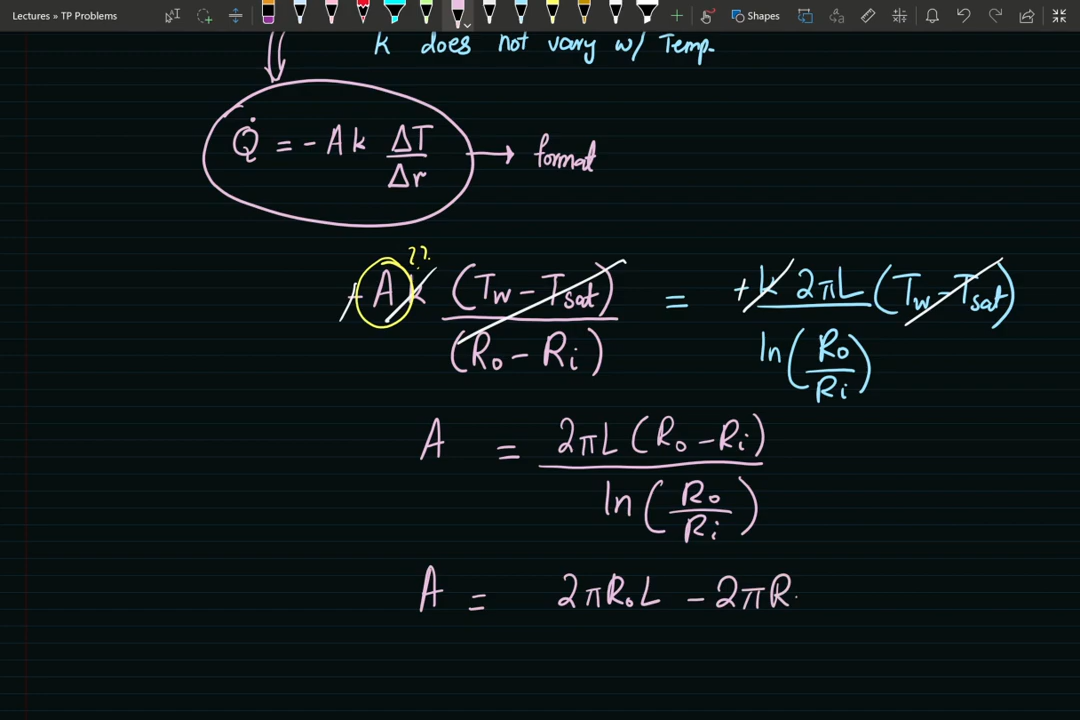 Lectures » TP Problems
Shapes
k does not vary w/ Temp.
Q̇ = - A k ΔT/Δr → format
??
+ A k (Tw - Tsat)/(Ro - Ri) = + k 2πL (Tw - Tsat)/ln(Ro/Ri)
A = 2πL (Ro - Ri)/ln(Ro/Ri)
A = 2πRoL - 2πR